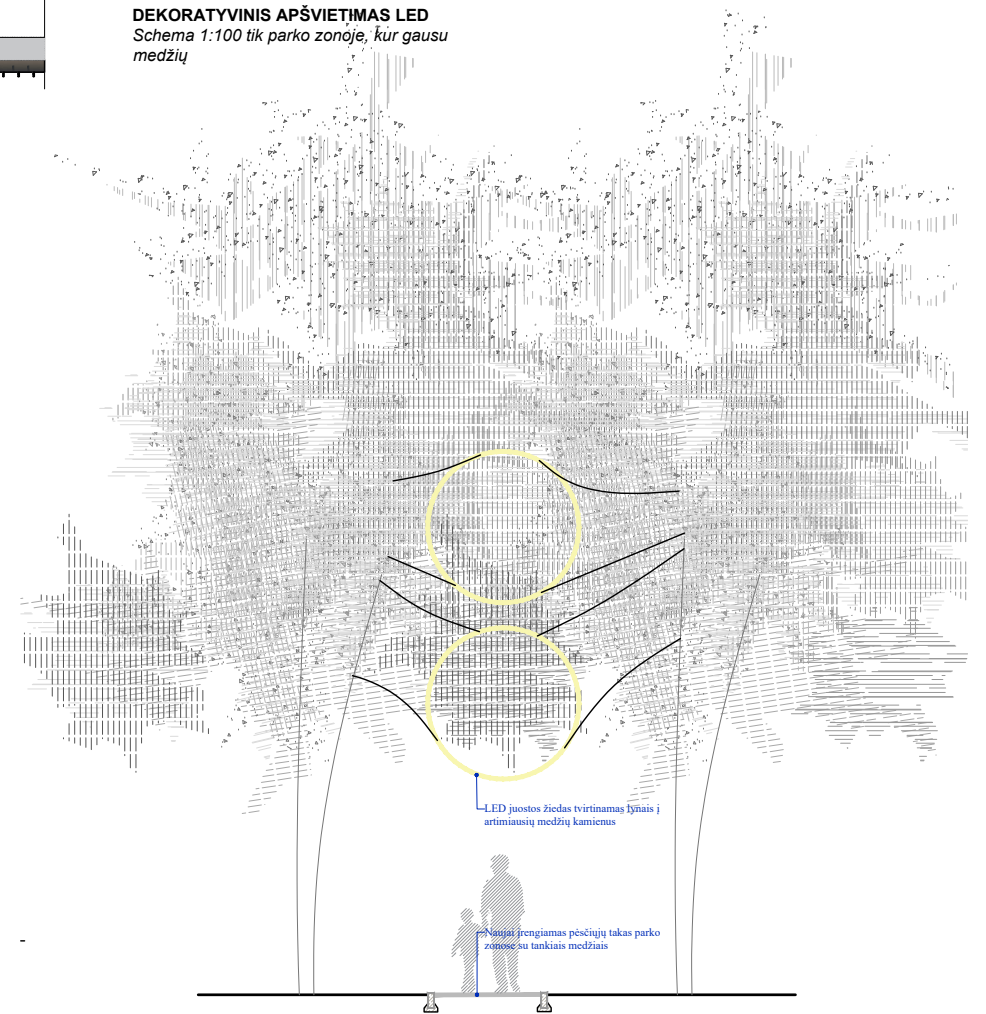 DEKORATYVINIS APŠVIETIMAS LED
Schema 1:100 tik parko zonoje, kur gausu
medžių
LED juostos žiedas tvirtinamas lynais į
artimiausių medžių kamienus
Naujai įrengiamas pėsčiųjų takas parko
zonose su tankiais medžiais
-